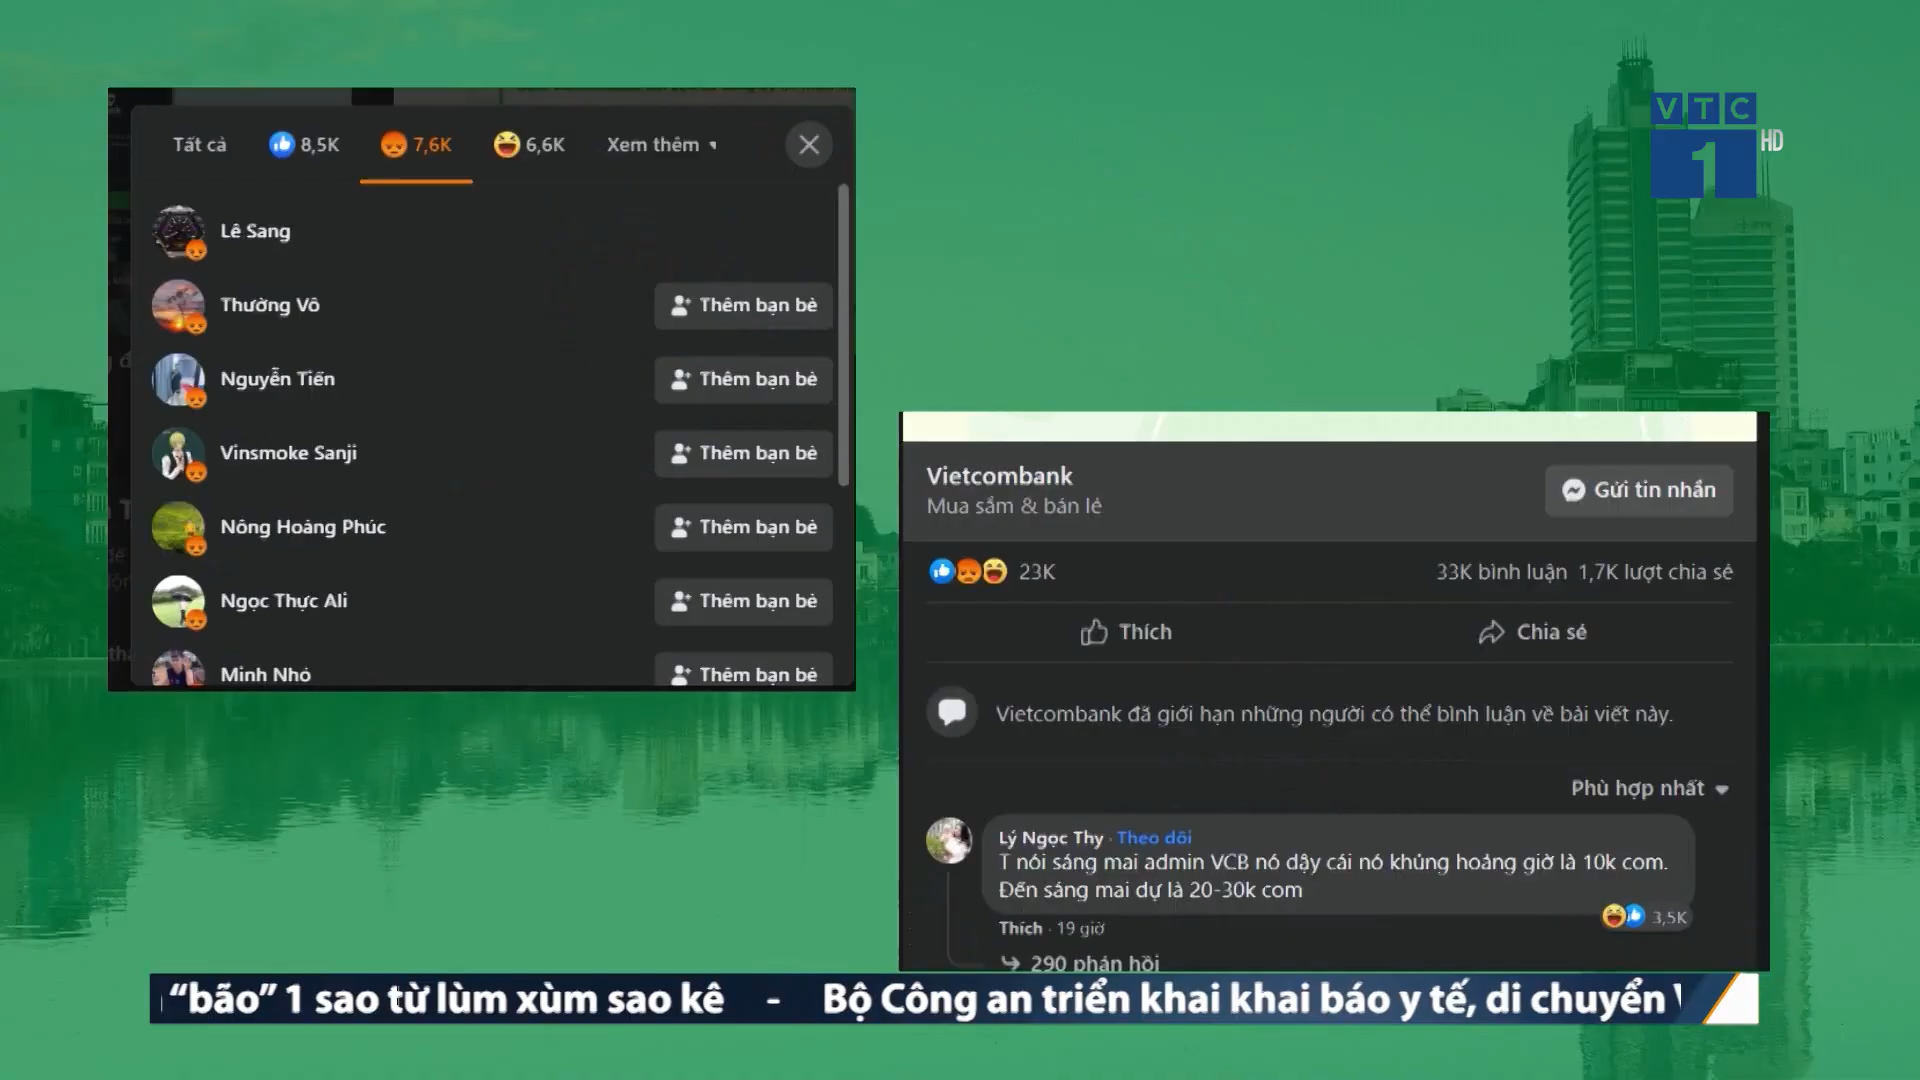 VTC
1
HD
Tất cả 8,5K 7,6K 6,6K Xem thêm
Lê Sang
Thường Võ Thêm bạn bè
Nguyễn Tiến Thêm bạn bè
Vinsmoke Sanji Thêm bạn bè
Nông Hoàng Phúc Thêm bạn bè
Ngọc Thực Ali Thêm bạn bè
Minh Nhỏ Thêm bạn bè
Vietcombank
Mua sắm & bán lẻ
Gửi tin nhắn
23K 33K bình luận 1,7K lượt chia sẻ
Thích Chia sẻ
Vietcombank đã giới hạn những người có thể bình luận về bài viết này.
Phù hợp nhất
Lý Ngọc Thy · Theo dõi
T nói sáng mai admin VCB nó dậy cái nó khủng hoảng giờ là 10k com.
Đến sáng mai dự là 20-30k com
3,5K
Thích · 19 giờ
290 phản hồi
“bão” 1 sao từ lùm xùm sao kê - Bộ Công an triển khai khai báo y tế, di chuyển